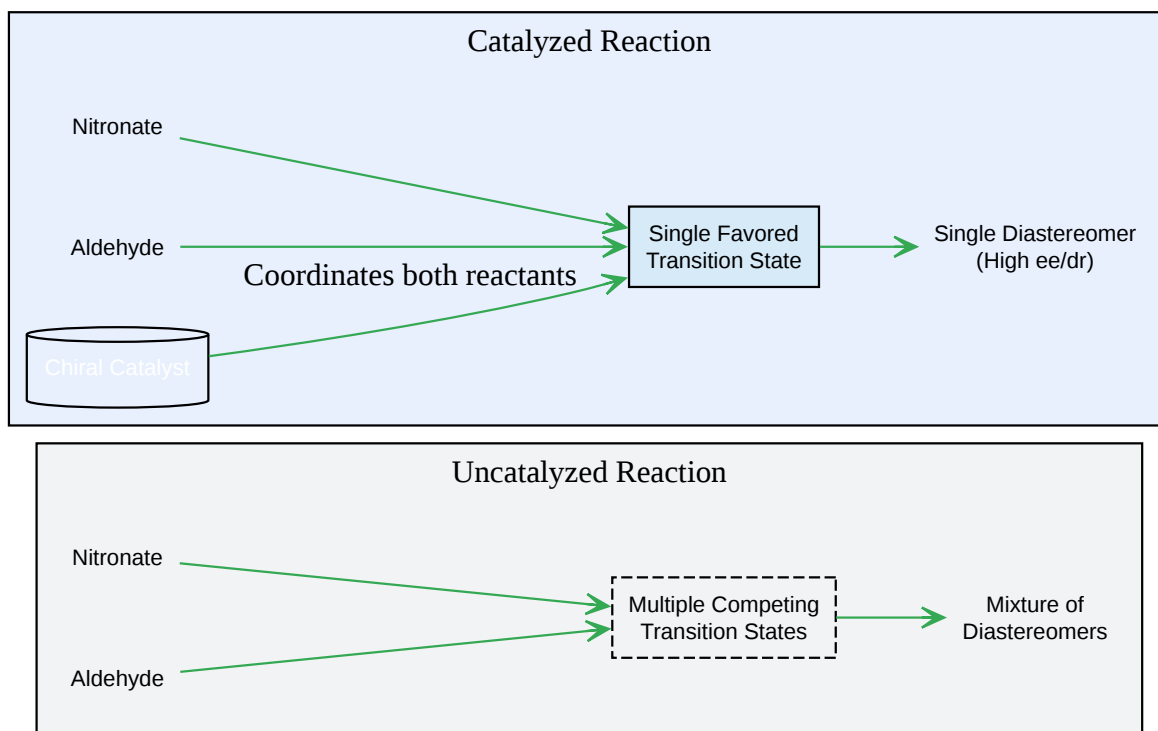 Catalyzed Reaction
Nitronate
Aldehyde
Coordinates both reactants
Chiral Catalyst
Single Favored
Transition State
Single Diastereomer
(High ee/dr)
Uncatalyzed Reaction
Nitronate
Aldehyde
Multiple Competing
Transition States
Mixture of
Diastereomers